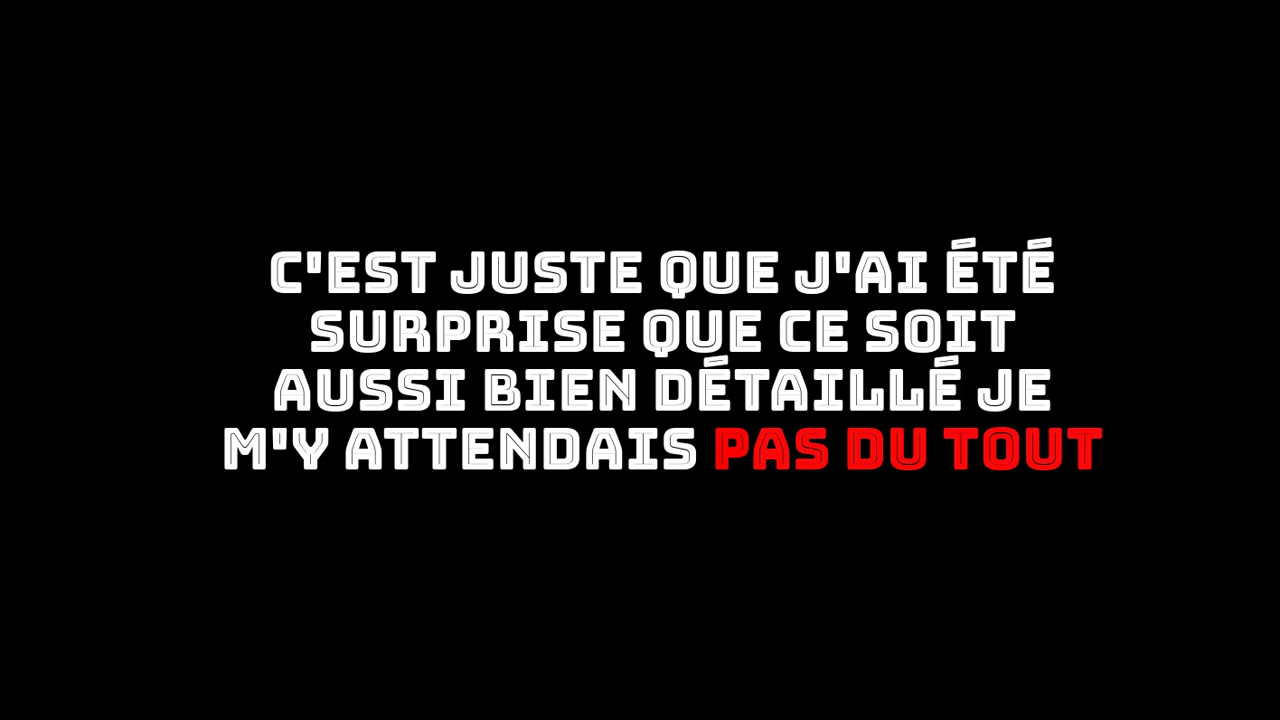 C'EST JUSTE QUE J'AI ÉTÉ
SURPRISE QUE CE SOIT
AUSSI BIEN DÉTAILLÉ JE
M'Y ATTENDAIS PAS DU TOUT